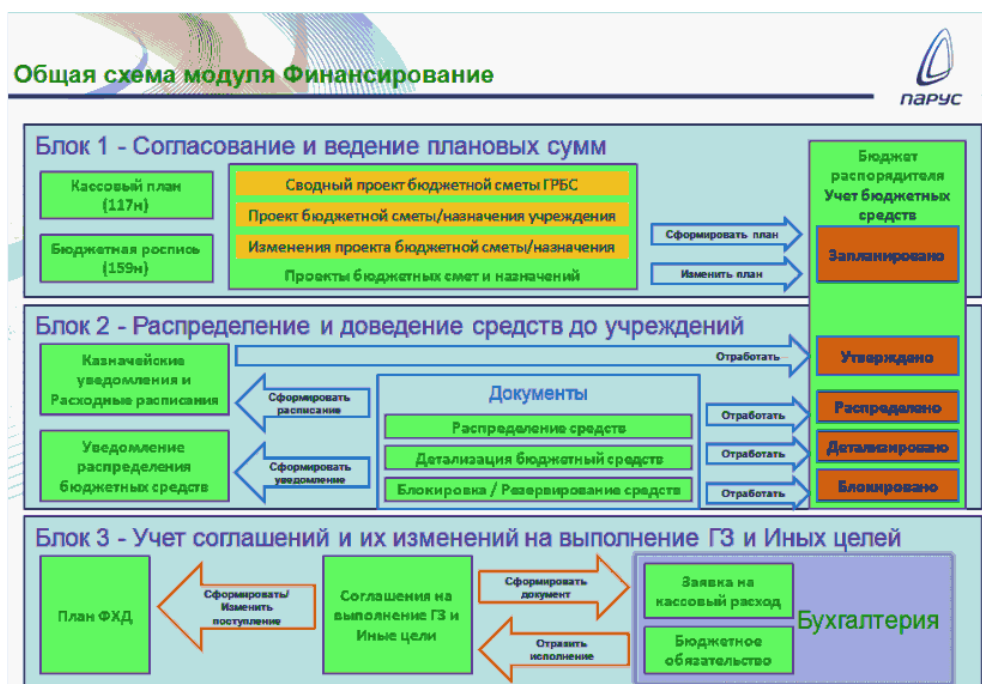 Общая схема модуля Финансирование
ПАРУС
Блок 1 - Согласование и ведение плановых сумм
Кассовый план
(117н)
Бюджетная роспись
(159н)
Сводный проект бюджетной сметы ГРБС
Проект бюджетной сметы/назначения учреждения
Изменения проекта бюджетной сметы/назначения
Проекты бюджетных смет и назначений
Сформировать план
Изменить план
Бюджет
распорядителя
Учет бюджетных
средств
Запланировано
Блок 2 - Распределение и доведение средств до учреждений
Казначейские
уведомления и
Расходные расписания
Отработать
Утверждено
Сформировать
расписание
Документы
Распределение средств
Отработать
Распределено
Уведомление
распределения
бюджетных средств
Сформировать
уведомление
Детализация бюджетный средств
Отработать
Детализировано
Блокировка / Резервирование средств
Отработать
Блокировано
Блок 3 - Учет соглашений и их изменений на выполнение ГЗ и Иных целей
План ФХД
Сформировать/
Изменить
поступление
Соглашения на
выполнение ГЗ и
Иные цели
Сформировать
документ
Отразить
исполнение
Заявка на
кассовый расход
Бюджетное
обязательство
Бухгалтерия